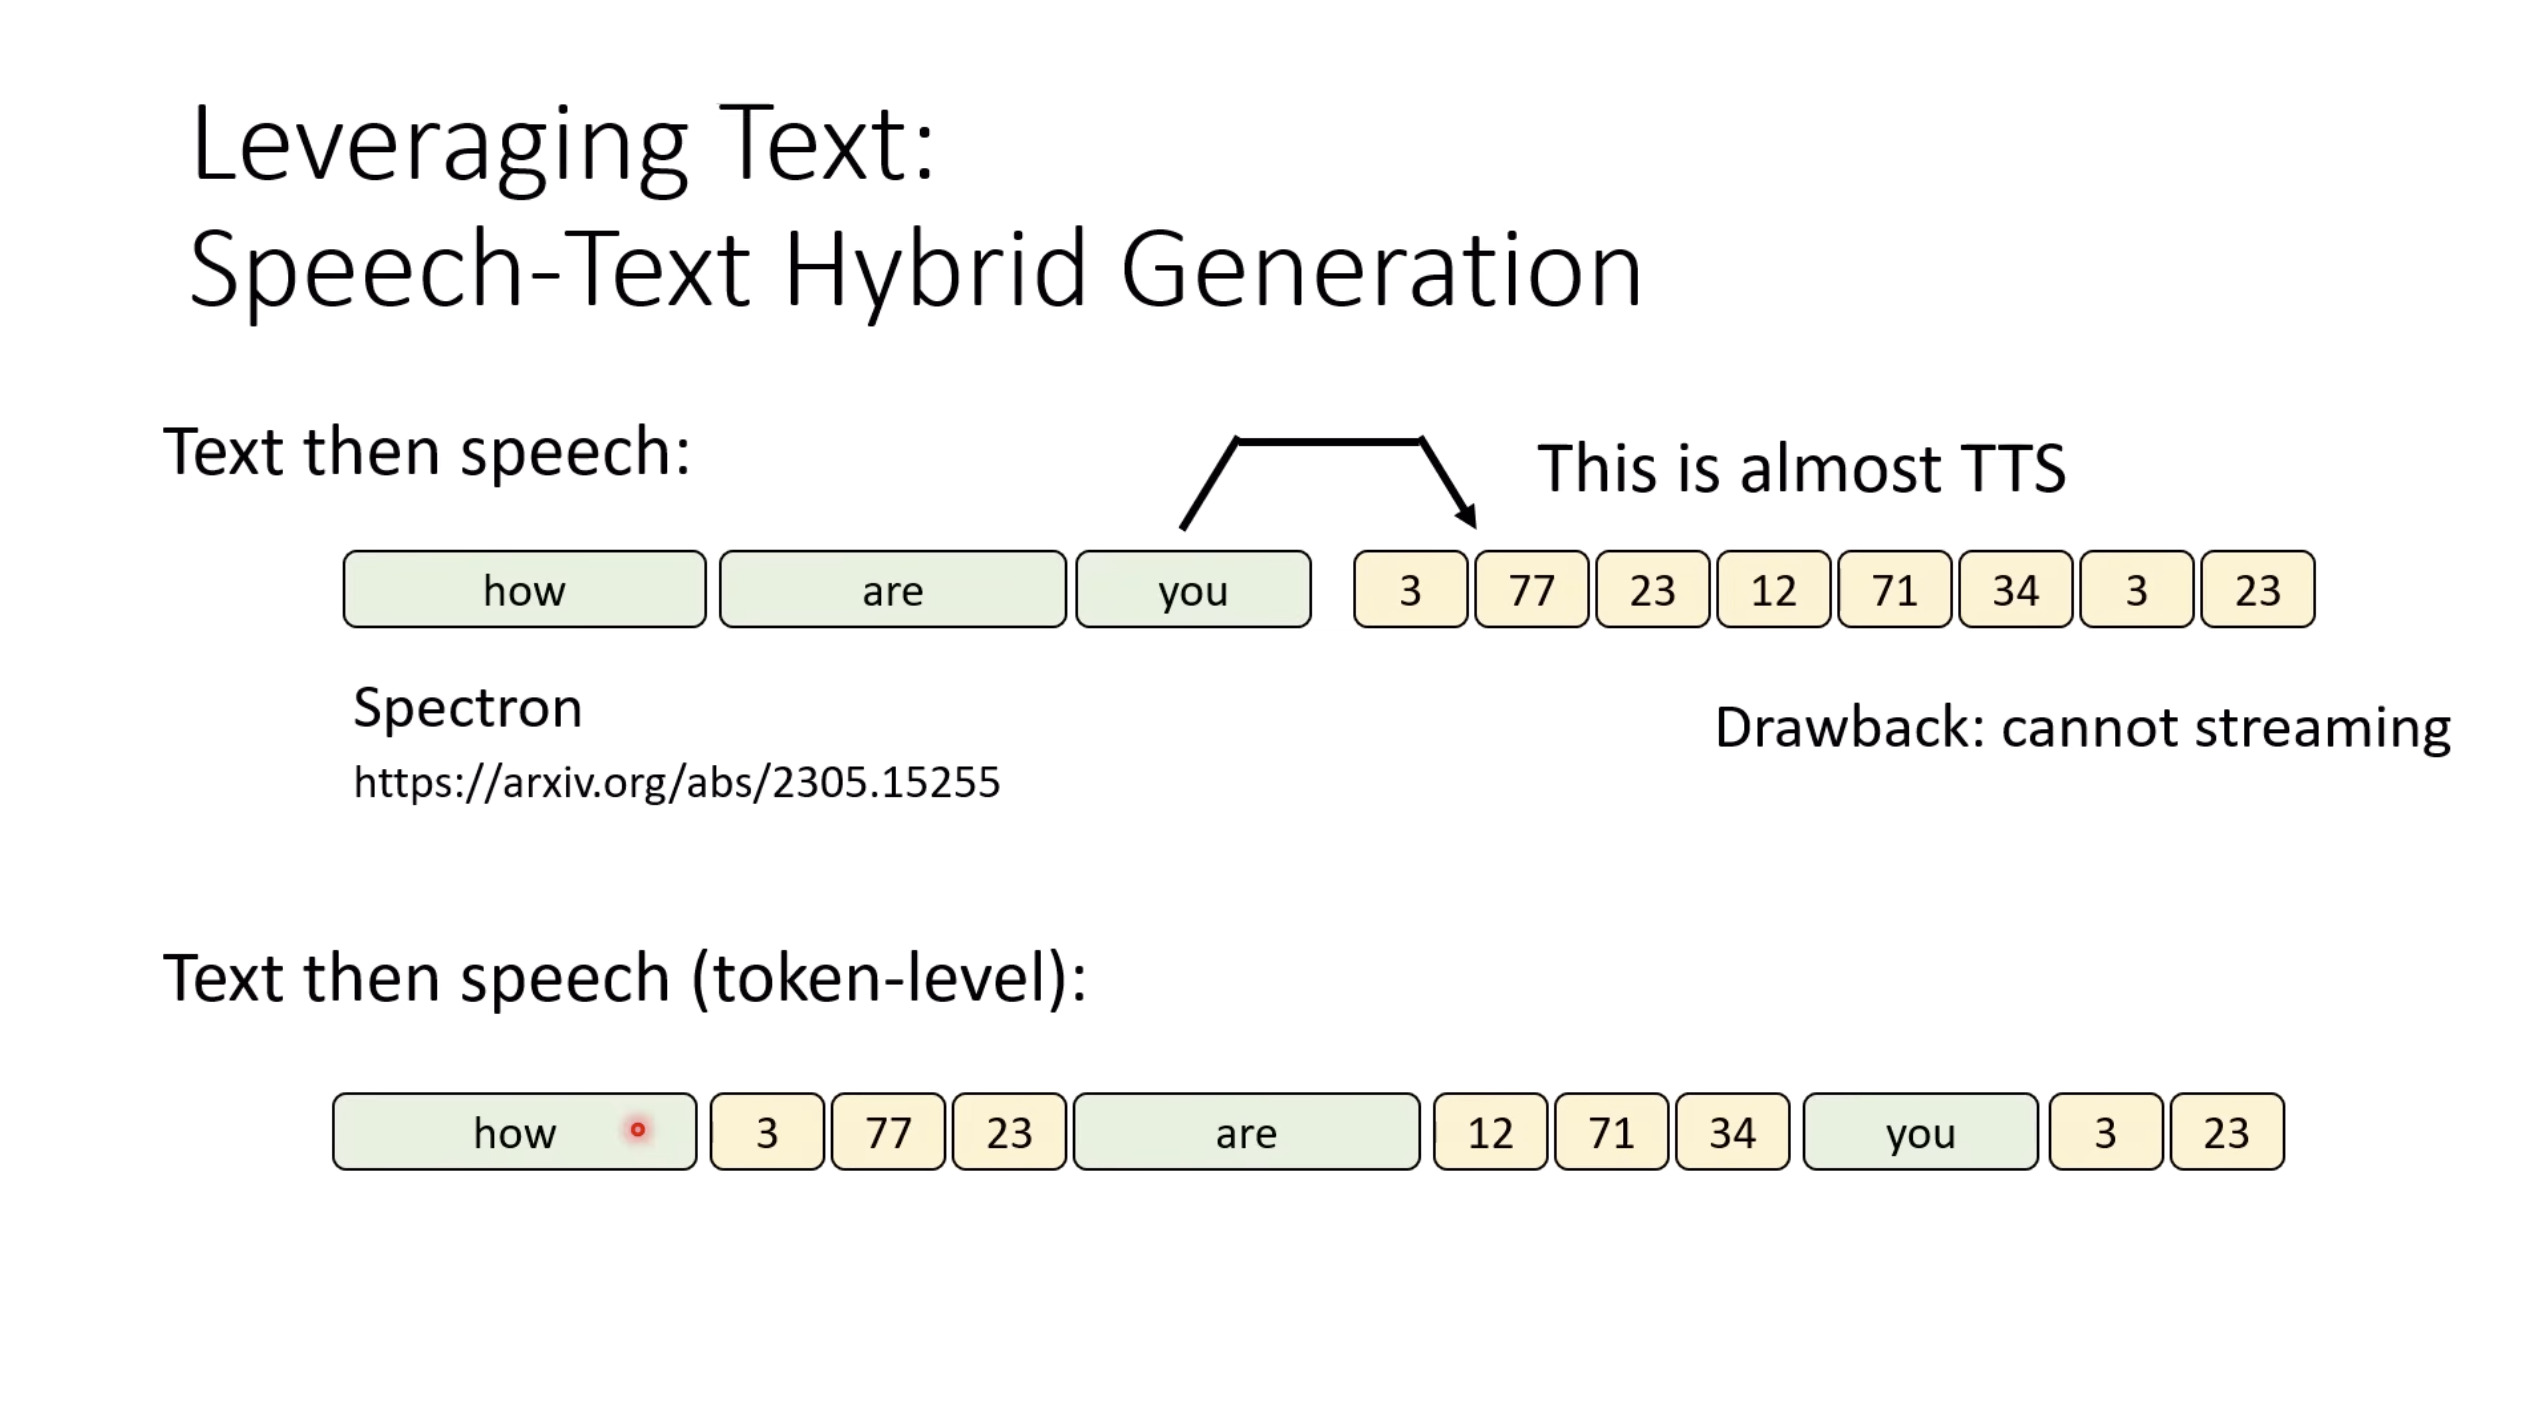 Leveraging Text:
Speech-Text Hybrid Generation
Text then speech:
This is almost TTS
how are you 3 77 23 12 71 34 3 23
Spectron
Drawback: cannot streaming
https://arxiv.org/abs/2305.15255
Text then speech (token-level):
how 3 77 23 are 12 71 34 you 3 23